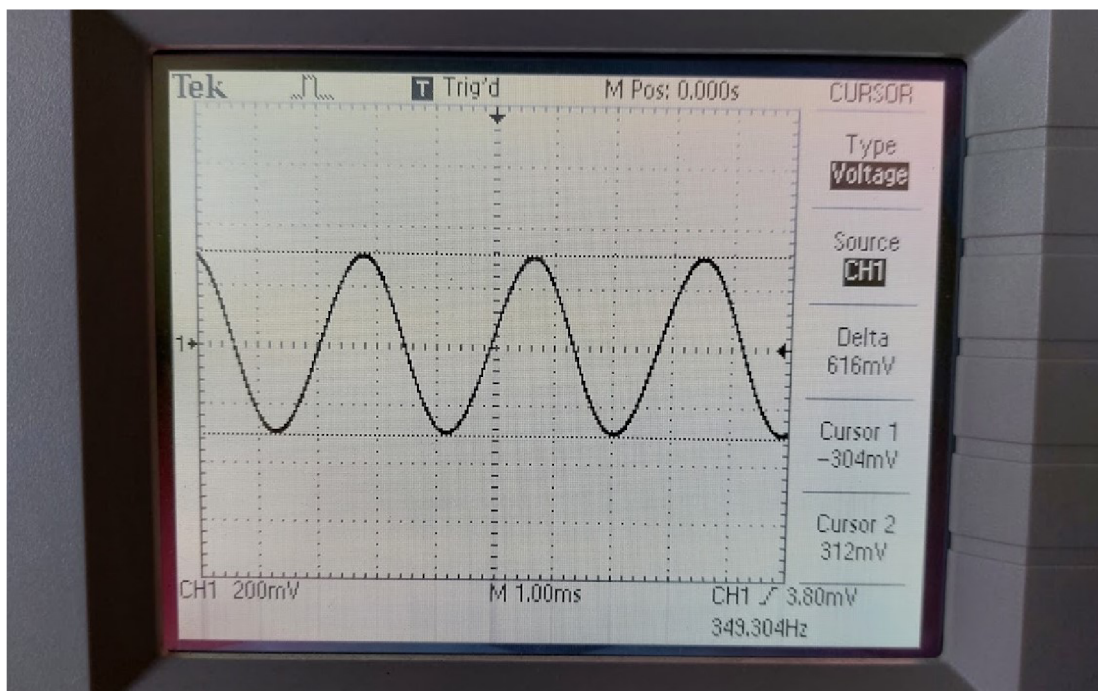 Tek T Trig'd M Pos: 0.000s CURSOR
Type
Voltage
Source
CH1
1
Delta
616mV
Cursor 1
-304mV
Cursor 2
312mV
CH1 200mV M 1.00ms CH1 3.80mV
349.304Hz